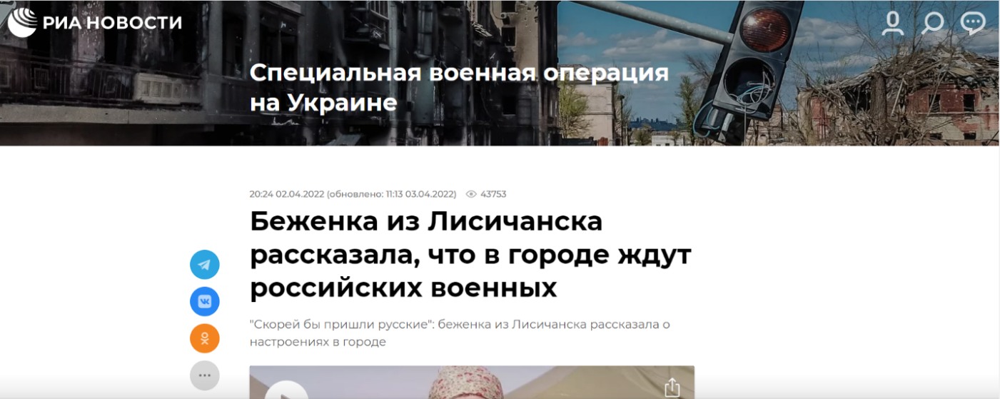 РИА НОВОСТИ
Специальная военная операция
на Украине
20:24 02.04.2022 (обновлено: 11:13 03.04.2022) 43753
Беженка из Лисичанска
рассказала, что в городе ждут
российских военных
"Скорей бы пришли русские": беженка из Лисичанска рассказала о
настроениях в городе